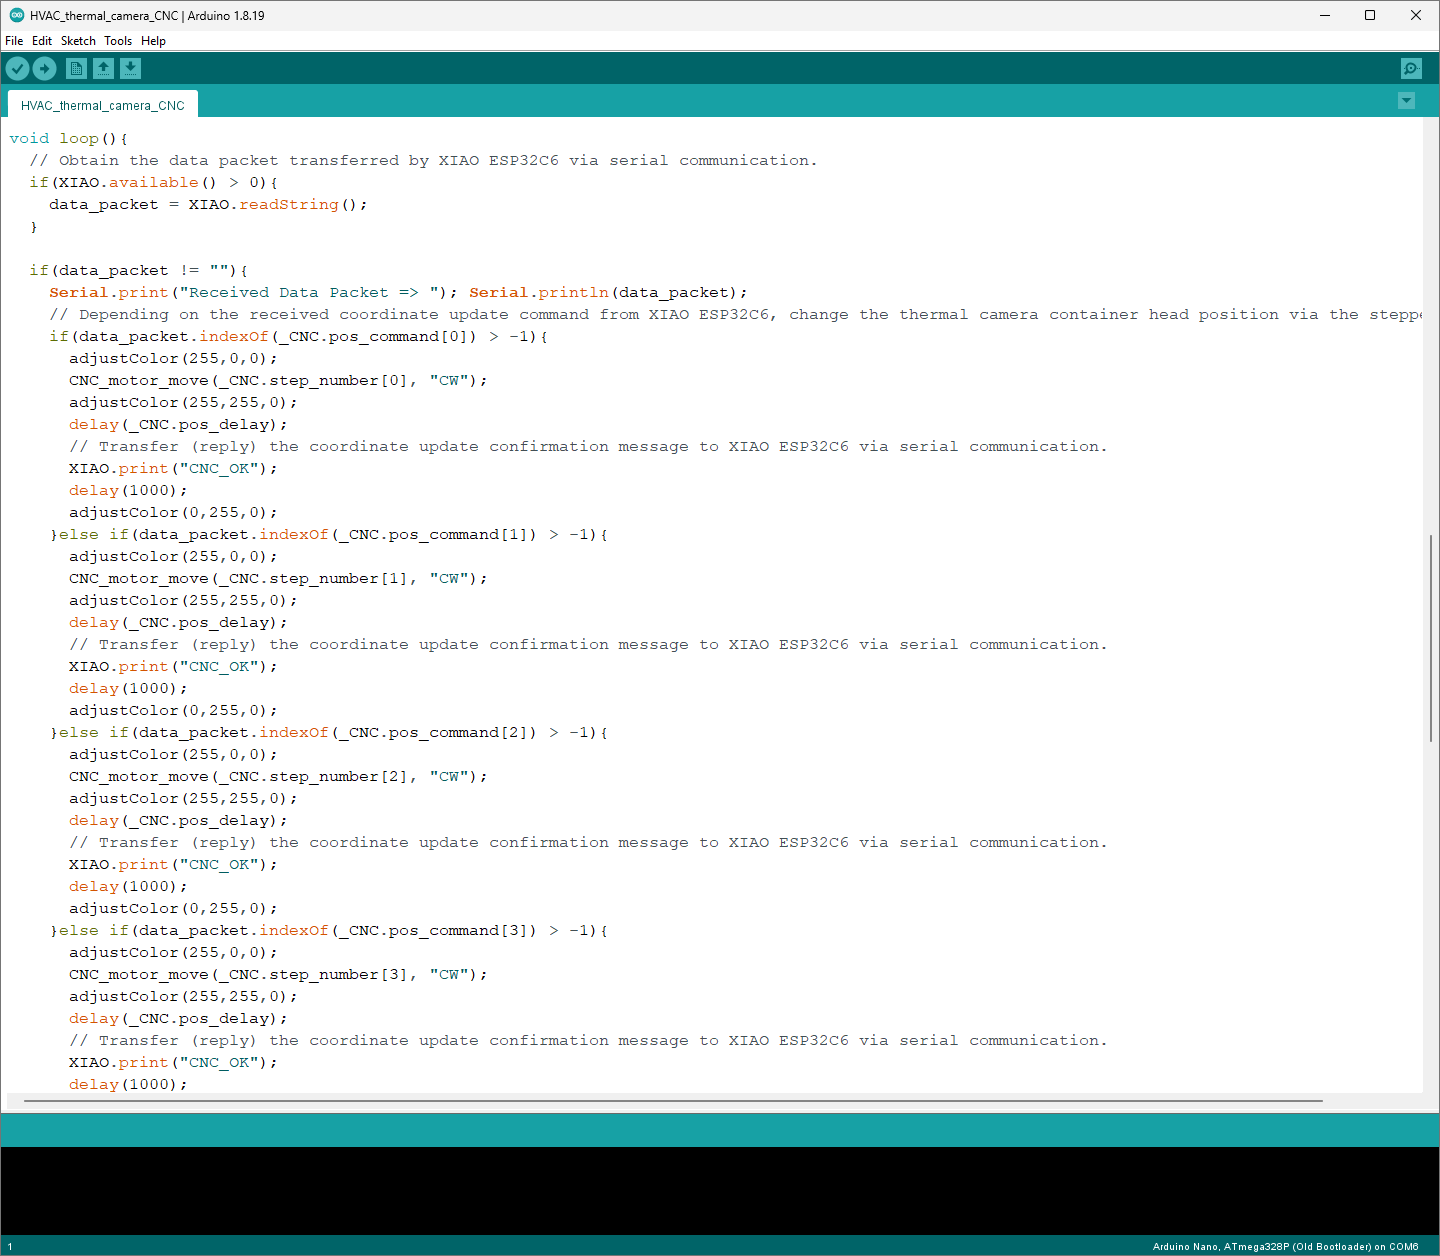 HVAC_thermal_camera_CNC | Arduino 1.8.19
File Edit Sketch Tools Help
HVAC_thermal_camera_CNC
void loop(){
  // Obtain the data packet transferred by XIAO ESP32C6 via serial communication.
  if(XIAO.available() > 0){
    data_packet = XIAO.readString();
  }

  if(data_packet != ""){
    Serial.print("Received Data Packet => "); Serial.println(data_packet);
    // Depending on the received coordinate update command from XIAO ESP32C6, change the thermal camera container head position via the steppe
    if(data_packet.indexOf(_CNC.pos_command[0]) > -1){
      adjustColor(255,0,0);
      CNC_motor_move(_CNC.step_number[0], "CW");
      adjustColor(255,255,0);
      delay(_CNC.pos_delay);
      // Transfer (reply) the coordinate update confirmation message to XIAO ESP32C6 via serial communication.
      XIAO.print("CNC_OK");
      delay(1000);
      adjustColor(0,255,0);
    }else if(data_packet.indexOf(_CNC.pos_command[1]) > -1){
      adjustColor(255,0,0);
      CNC_motor_move(_CNC.step_number[1], "CW");
      adjustColor(255,255,0);
      delay(_CNC.pos_delay);
      // Transfer (reply) the coordinate update confirmation message to XIAO ESP32C6 via serial communication.
      XIAO.print("CNC_OK");
      delay(1000);
      adjustColor(0,255,0);
    }else if(data_packet.indexOf(_CNC.pos_command[2]) > -1){
      adjustColor(255,0,0);
      CNC_motor_move(_CNC.step_number[2], "CW");
      adjustColor(255,255,0);
      delay(_CNC.pos_delay);
      // Transfer (reply) the coordinate update confirmation message to XIAO ESP32C6 via serial communication.
      XIAO.print("CNC_OK");
      delay(1000);
      adjustColor(0,255,0);
    }else if(data_packet.indexOf(_CNC.pos_command[3]) > -1){
      adjustColor(255,0,0);
      CNC_motor_move(_CNC.step_number[3], "CW");
      adjustColor(255,255,0);
      delay(_CNC.pos_delay);
      // Transfer (reply) the coordinate update confirmation message to XIAO ESP32C6 via serial communication.
      XIAO.print("CNC_OK");
      delay(1000);
1 Arduino Nano, ATmega328P (Old Bootloader) on COM6